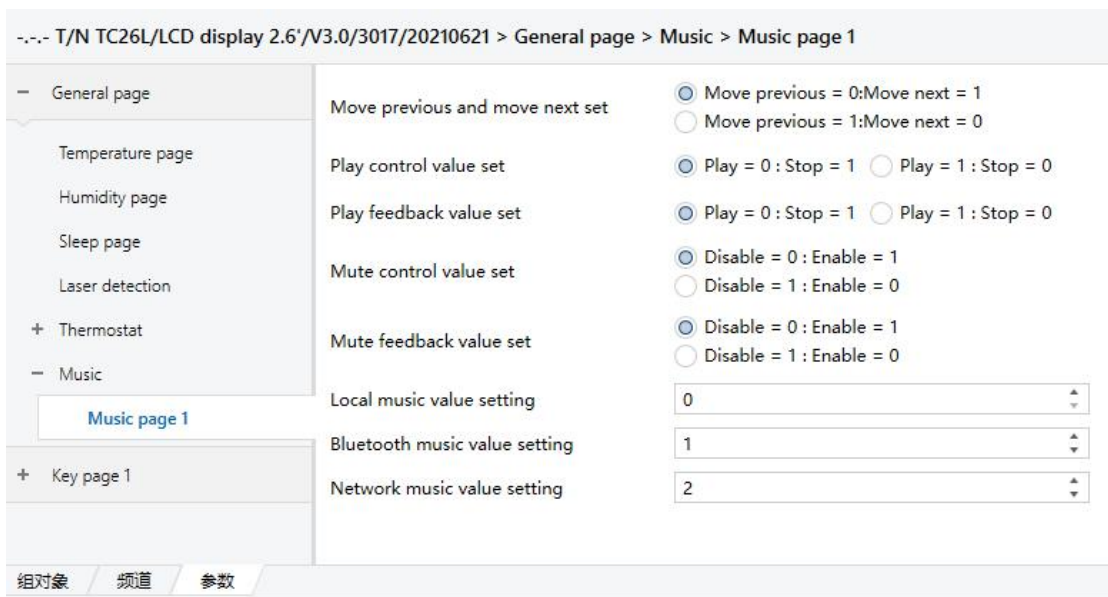 -.-.- T/N TC26L/LCD display 2.6'/V3.0/3017/20210621 > General page > Music > Music page 1
− General page
Temperature page
Humidity page
Sleep page
Laser detection
+ Thermostat
− Music
Music page 1
+ Key page 1
Move previous and move next set
Move previous = 0:Move next = 1
Move previous = 1:Move next = 0
Play control value set
Play = 0 : Stop = 1 Play = 1 : Stop = 0
Play feedback value set
Play = 0 : Stop = 1 Play = 1 : Stop = 0
Mute control value set
Disable = 0 : Enable = 1
Disable = 1 : Enable = 0
Mute feedback value set
Disable = 0 : Enable = 1
Disable = 1 : Enable = 0
Local music value setting 0
Bluetooth music value setting 1
Network music value setting 2
组对象 频道 参数